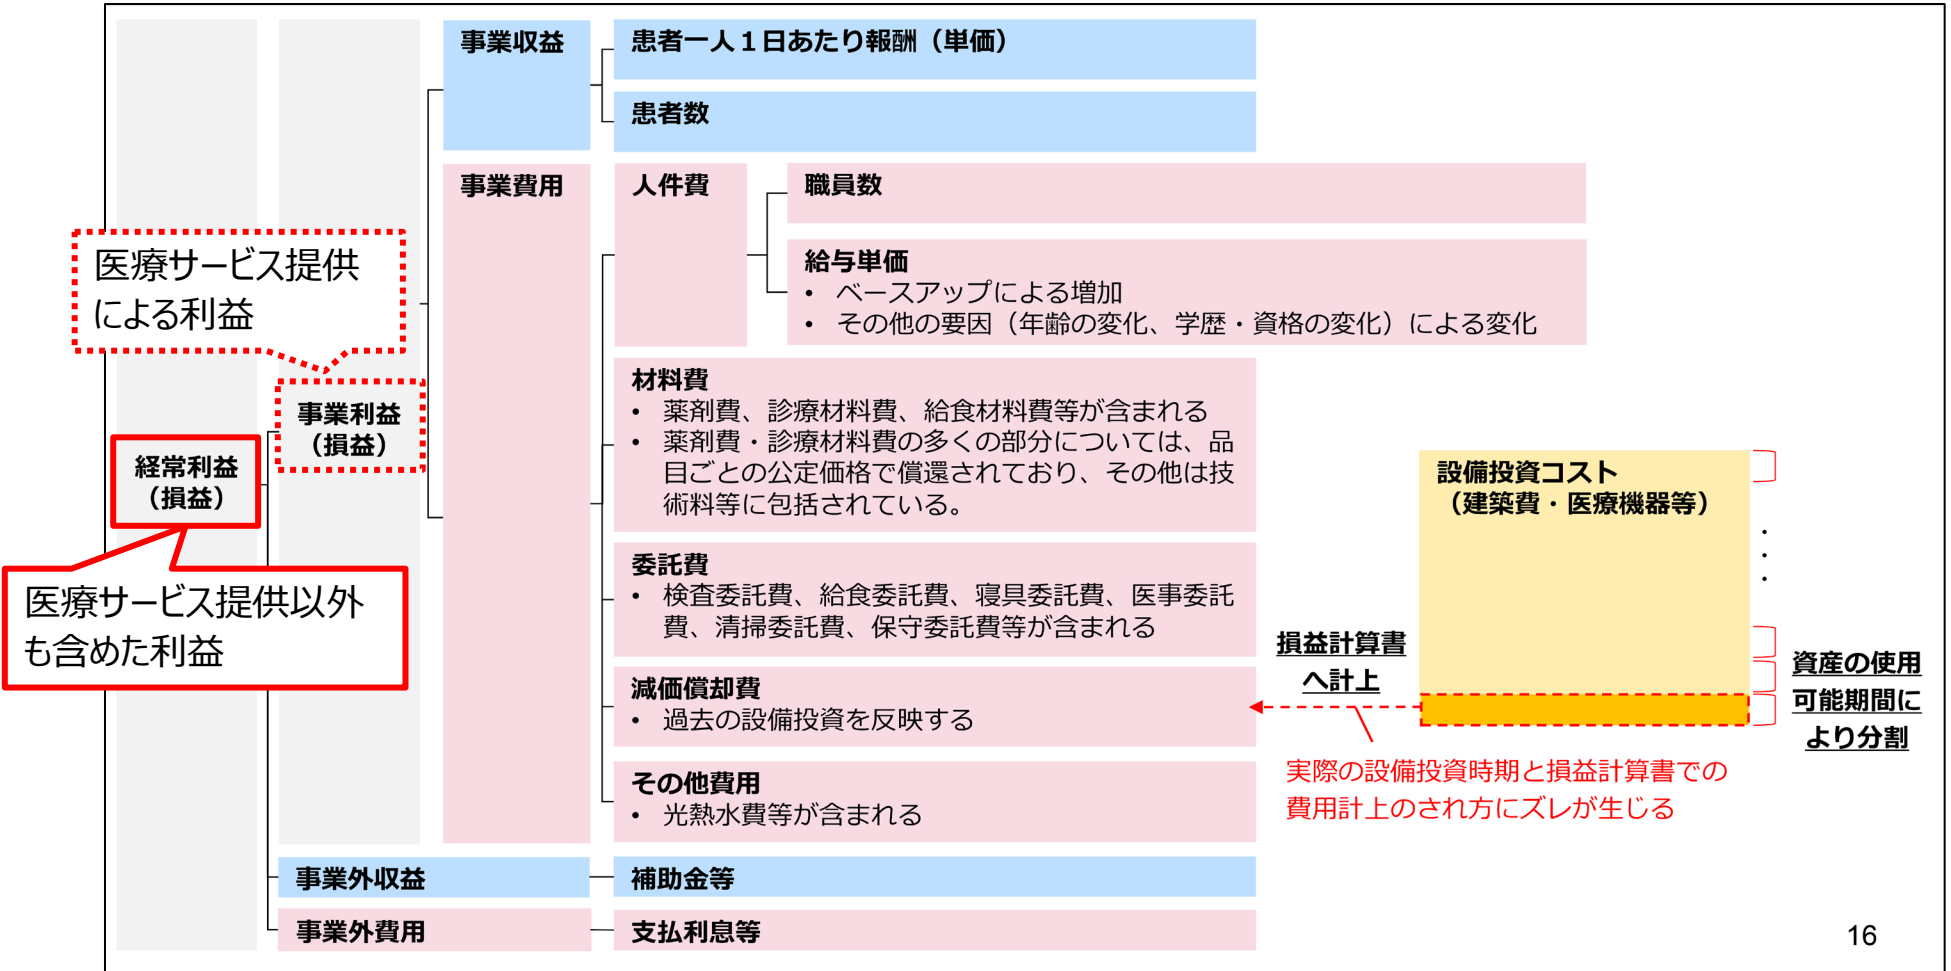 事業収益
患者一人１日あたり報酬（単価）
患者数
事業費用
人件費
職員数
給与単価
• ベースアップによる増加
• その他の要因（年齢の変化、学歴・資格の変化）による変化
医療サービス提供
による利益
事業利益
（損益）
経常利益
（損益）
医療サービス提供以外
も含めた利益
材料費
• 薬剤費、診療材料費、給食材料費等が含まれる
• 薬剤費・診療材料費の多くの部分については、品
目ごとの公定価格で償還されており、その他は技
術料等に包括されている。
委託費
• 検査委託費、給食委託費、寝具委託費、医事委託
費、清掃委託費、保守委託費等が含まれる
減価償却費
• 過去の設備投資を反映する
その他費用
• 光熱水費等が含まれる
設備投資コスト
（建築費・医療機器等）
・
・
・
損益計算書
へ計上
資産の使用
可能期間に
より分割
実際の設備投資時期と損益計算書での
費用計上のされ方にズレが生じる
事業外収益
補助金等
事業外費用
支払利息等
16